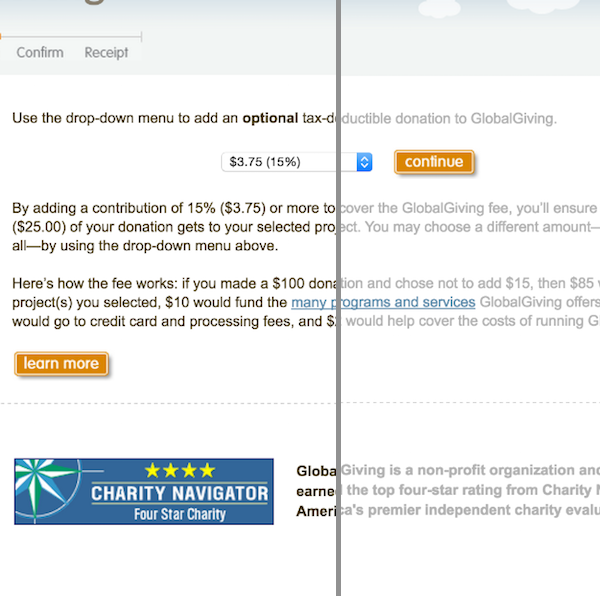 Confirm Receipt
Use the drop-down menu to add an optional tax-deductible donation to GlobalGiving.
$3.75 (15%) continue
By adding a contribution of 15% ($3.75) or more to cover the GlobalGiving fee, you'll ensure
($25.00) of your donation gets to your selected project. You may choose a different amount—
all—by using the drop-down menu above.
Here's how the fee works: if you made a $100 donation and chose not to add $15, then $85
project(s) you selected, $10 would fund the many programs and services GlobalGiving offers
would go to credit card and processing fees, and $ would help cover the costs of running G
learn more
CHARITY NAVIGATOR
Four Star Charity
GlobalGiving is a non-profit organization and
earned the top four-star rating from Charity
America's premier independent charity evalu